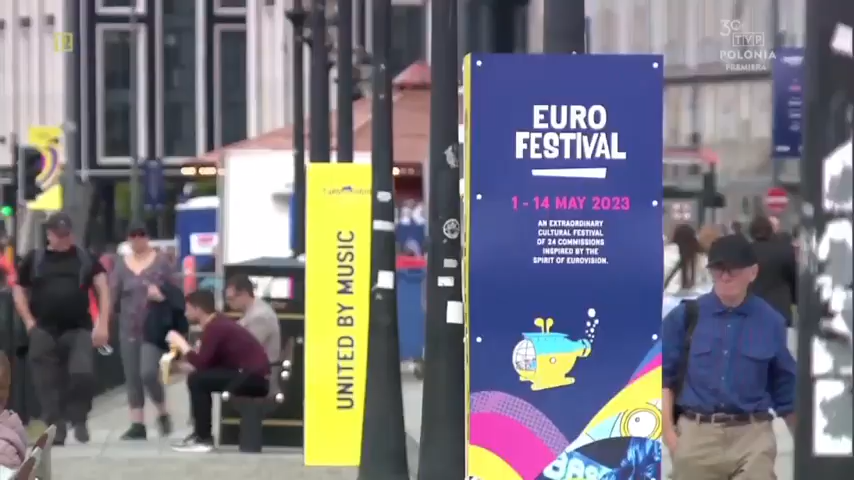 12
30
TVP
POLONIA
PREMIERA
EURO
FESTIVAL
1 - 14 MAY 2023
AN EXTRAORDINARY
CULTURAL FESTIVAL
OF 24 COMMISSIONS
INSPIRED BY THE
SPIRIT OF EUROVISION.
UNITED BY MUSIC